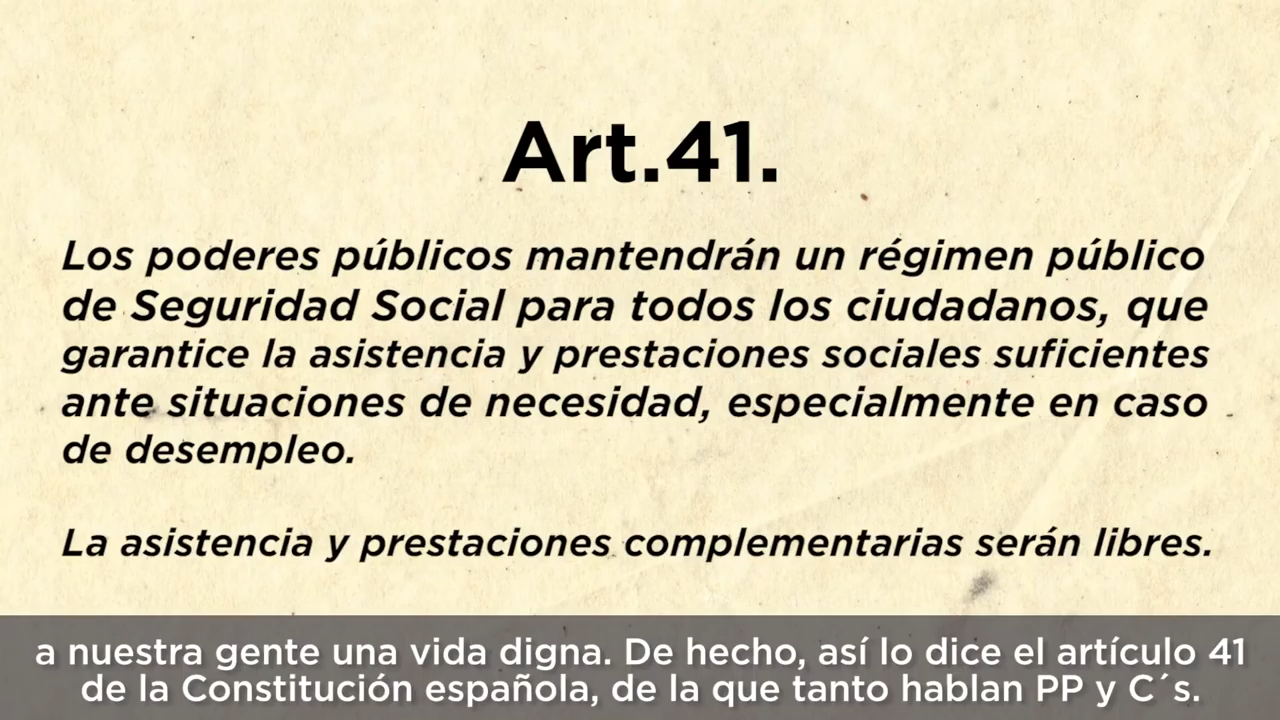 Art.41.
Los poderes públicos mantendrán un régimen público
de Seguridad Social para todos los ciudadanos, que
garantice la asistencia y prestaciones sociales suficientes
ante situaciones de necesidad, especialmente en caso
de desempleo.
La asistencia y prestaciones complementarias serán libres.
a nuestra gente una vida digna. De hecho, así lo dice el artículo 41
de la Constitución española, de la que tanto hablan PP y C´s.